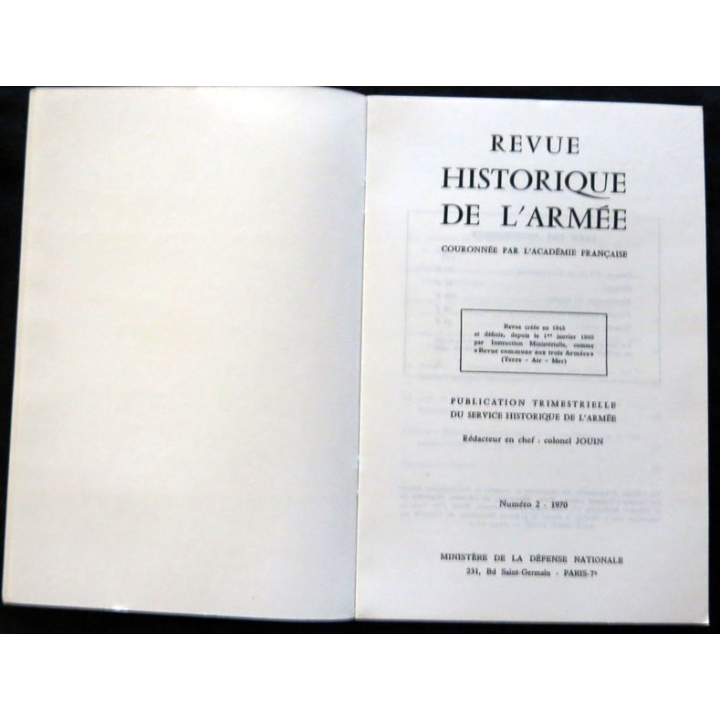 REVUE
HISTORIQUE
DE L'ARMÉE
COURONNÉE PAR L'ACADÉMIE FRANÇAISE
Revue créée en 1945
et définie, depuis le 1er janvier 1960
par Instruction Ministérielle, comme
« Revue commune aux trois Armées »
(Terre - Air - Mer)
PUBLICATION TRIMESTRIELLE
DU SERVICE HISTORIQUE DE L'ARMÉE
Rédacteur en chef : colonel JOUIN
Numéro 2 - 1970
MINISTÈRE DE LA DÉFENSE NATIONALE
231, Bd Saint-Germain - PARIS-7e